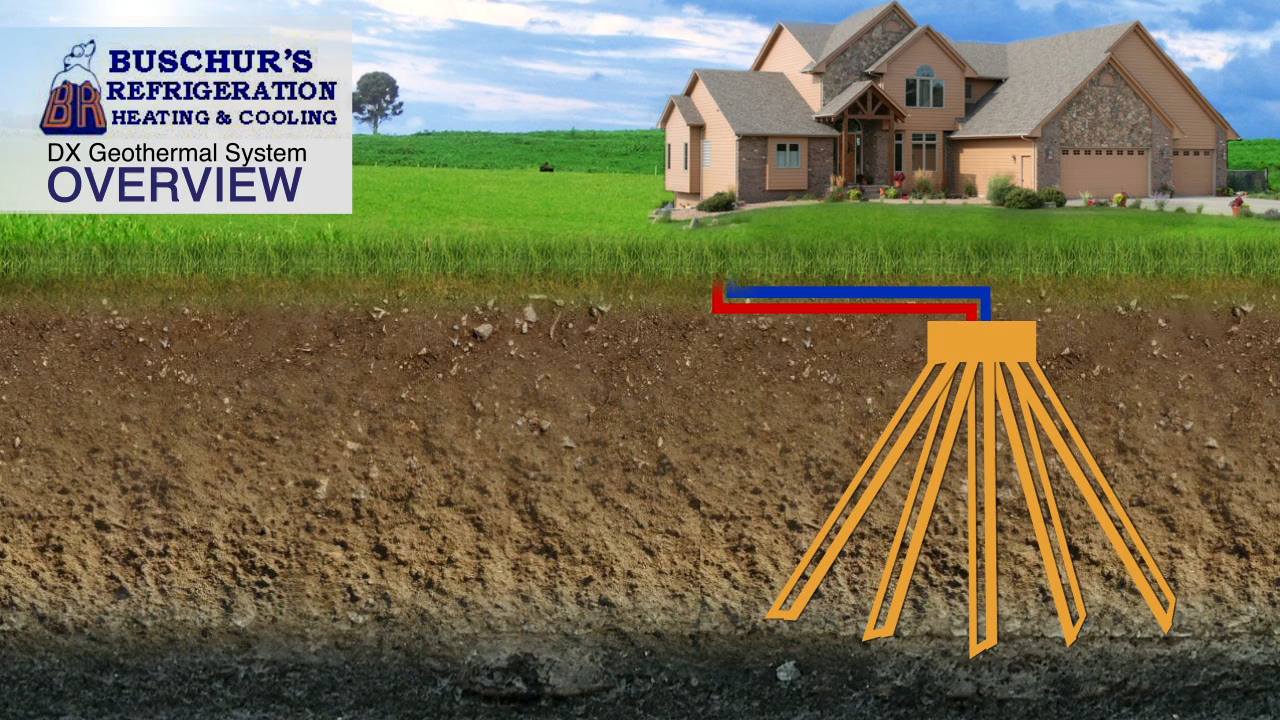 BUSCHUR'S
REFRIGERATION
HEATING & COOLING
BR
DX Geothermal System
OVERVIEW